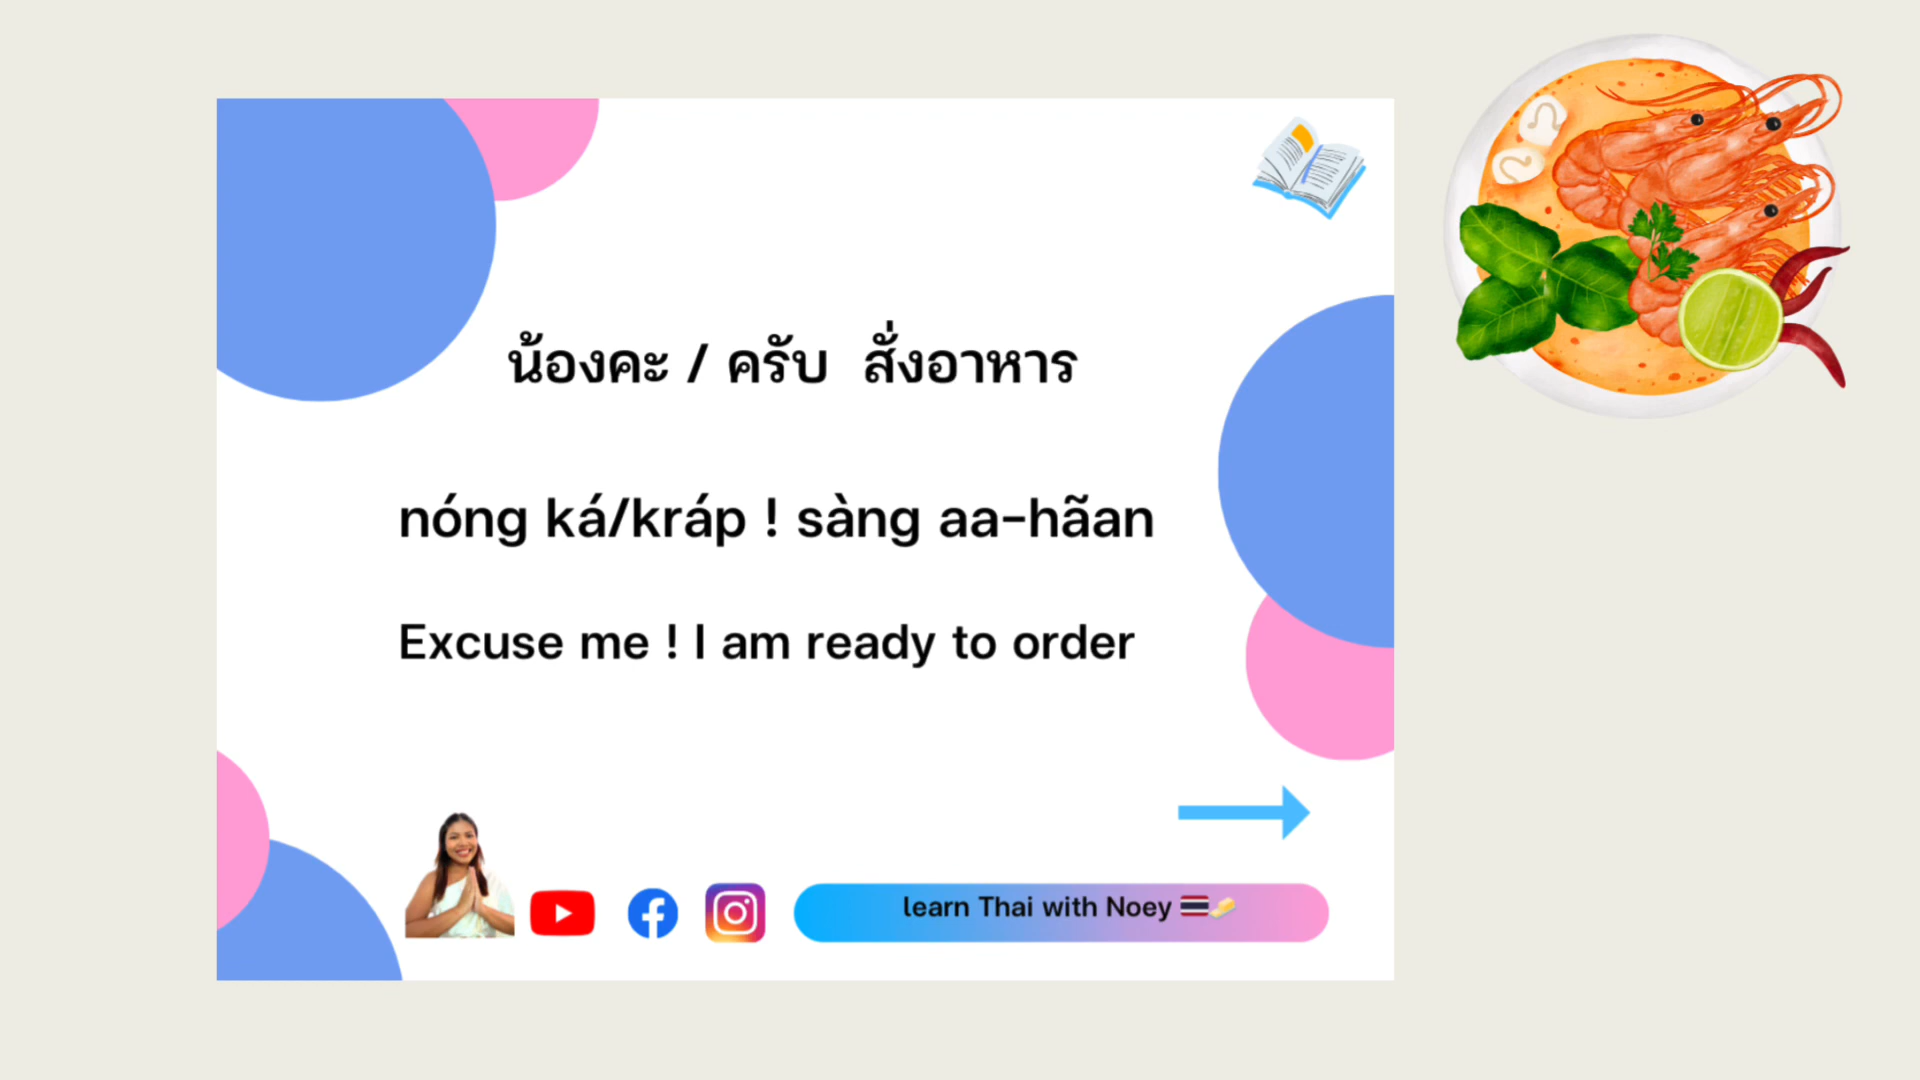 น้องคะ / ครับ สั่งอาหาร
nóng ká/kráp ! sàng aa-hãan
Excuse me ! I am ready to order
learn Thai with Noey